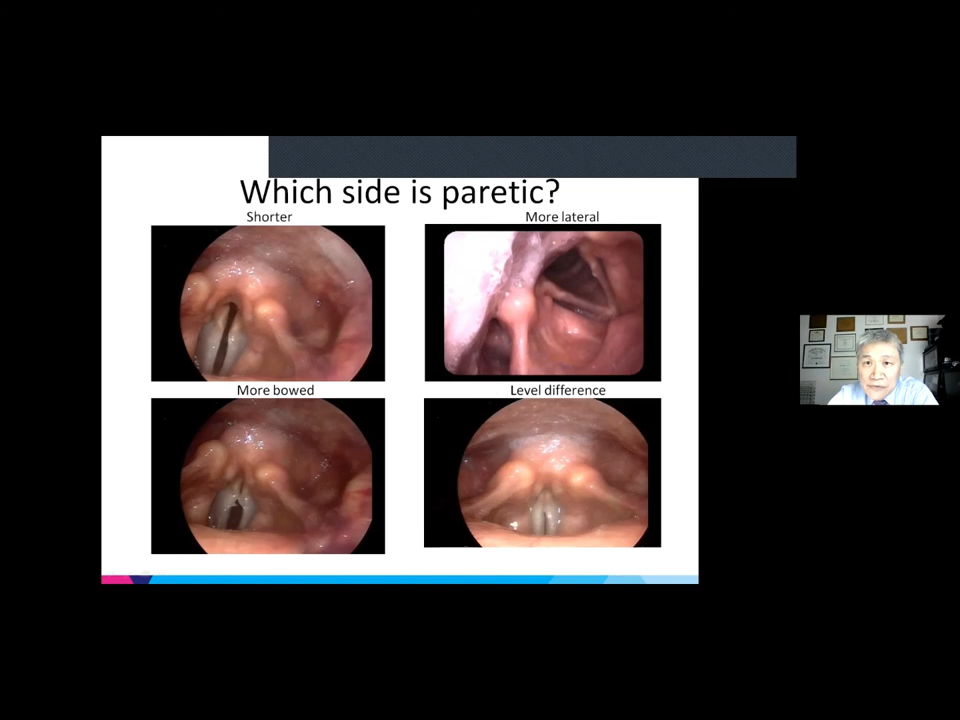 Which side is paretic?
Shorter
More lateral
More bowed
Level difference